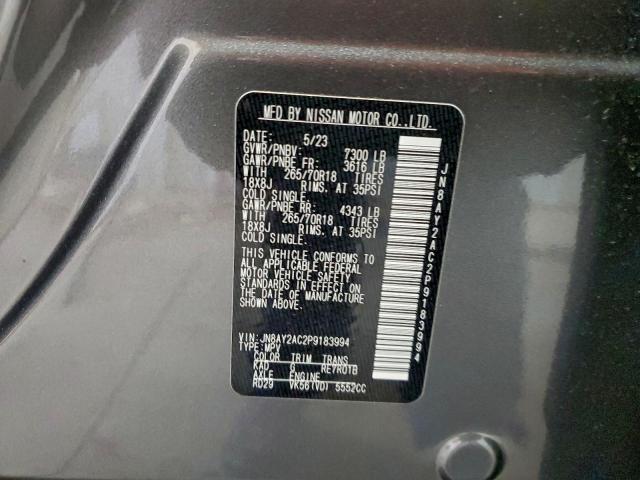 MFD BY NISSAN MOTOR CO.,LTD.
DATE: 5/23
GVWR/PNBV: 7300 LB
GAWR/PNBE FR: 3616 LB
WITH 265/70R18 TIRES
18X8J RIMS. AT 35PSI
COLD SINGLE.
GAWR/PNBE RR: 4343 LB
WITH 265/70R18 TIRES
18X8J RIMS. AT 35PSI
COLD SINGLE.
THIS VEHICLE CONFORMS TO
ALL APPLICABLE FEDERAL
MOTOR VEHICLE SAFETY
STANDARDS IN EFFECT ON
THE DATE OF MANUFACTURE
SHOWN ABOVE.
VIN: JN8AY2AC2P9183994
TYPE: MPV
COLOR TRIM TRANS
KAD G RE7R01B
AXLE ENGINE
RD29 VK56(VD) 5552CC
JN8AY2AC2P9183994